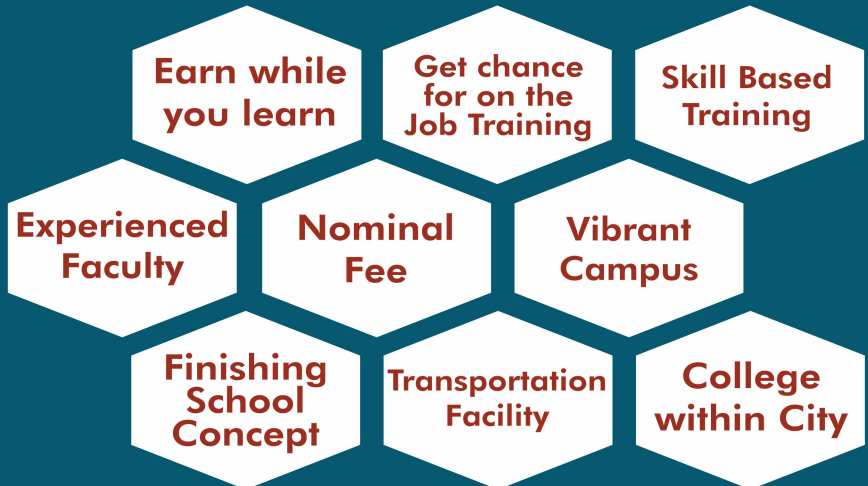 Earn while
you learn
Get chance
for on the
Job Training
Skill Based
Training
Experienced
Faculty
Nominal
Fee
Vibrant
Campus
Finishing
School
Concept
Transportation
Facility
College
within City